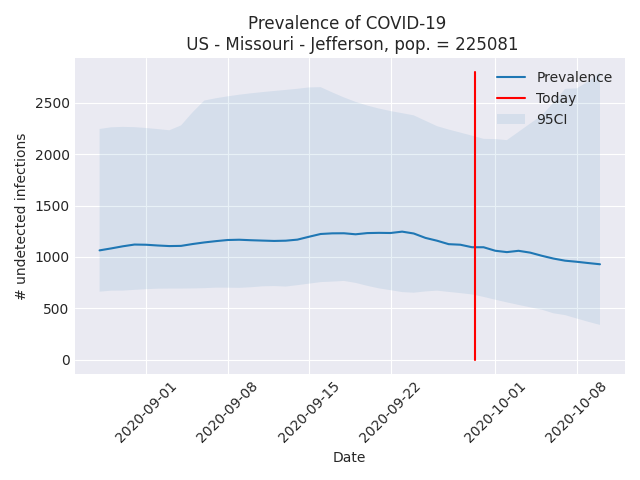 Prevalence of COVID-19
US - Missouri - Jefferson, pop. = 225081
Prevalence
Today
95CI
2500
2000
1500
1000
500
0
# undetected infections
2020-09-01
2020-09-08
2020-09-15
2020-09-22
2020-10-01
2020-10-08
Date